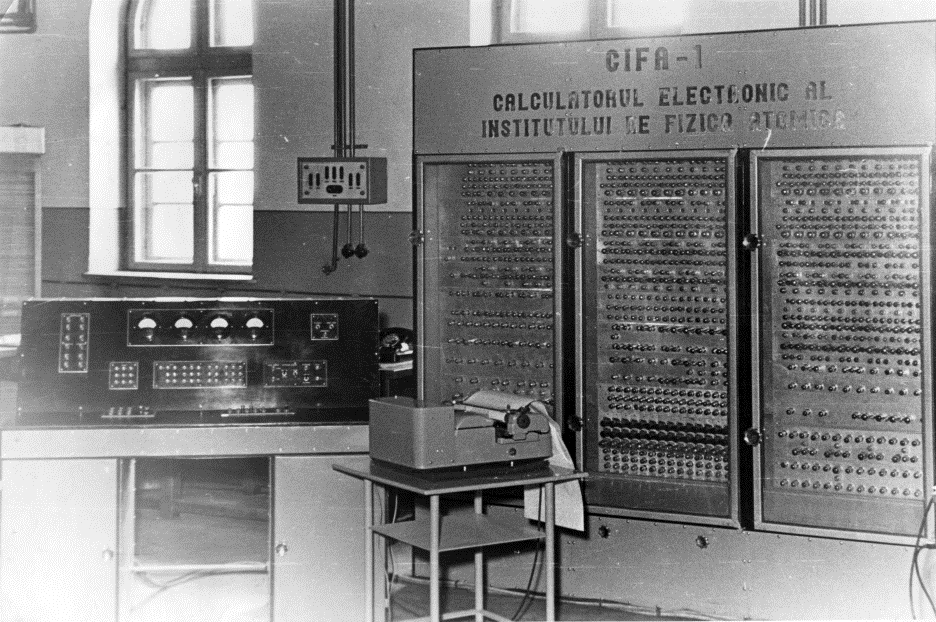 CIFA-1
CALCULATORUL ELECTRONIC AL
INSTITUTULUI DE FIZICA ATOMICA